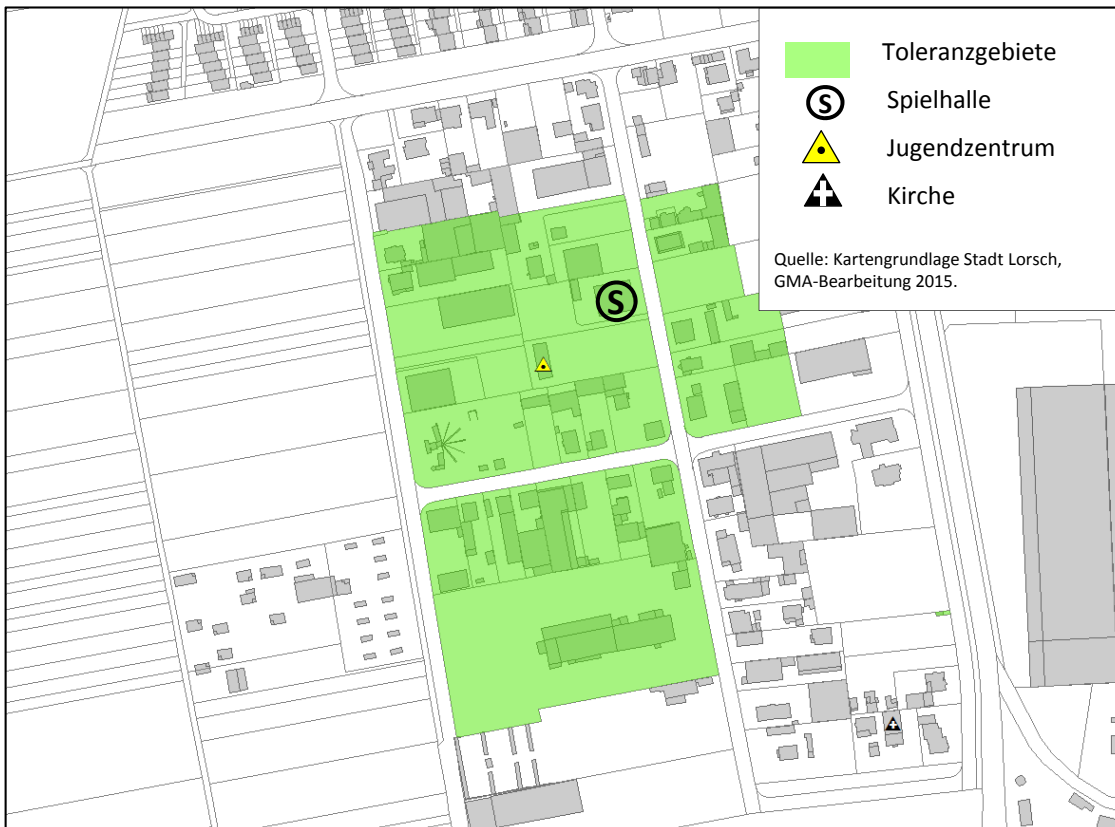 Toleranzgebiete
S Spielhalle
Jugendzentrum
Kirche
Quelle: Kartengrundlage Stadt Lorsch,
GMA-Bearbeitung 2015.
S